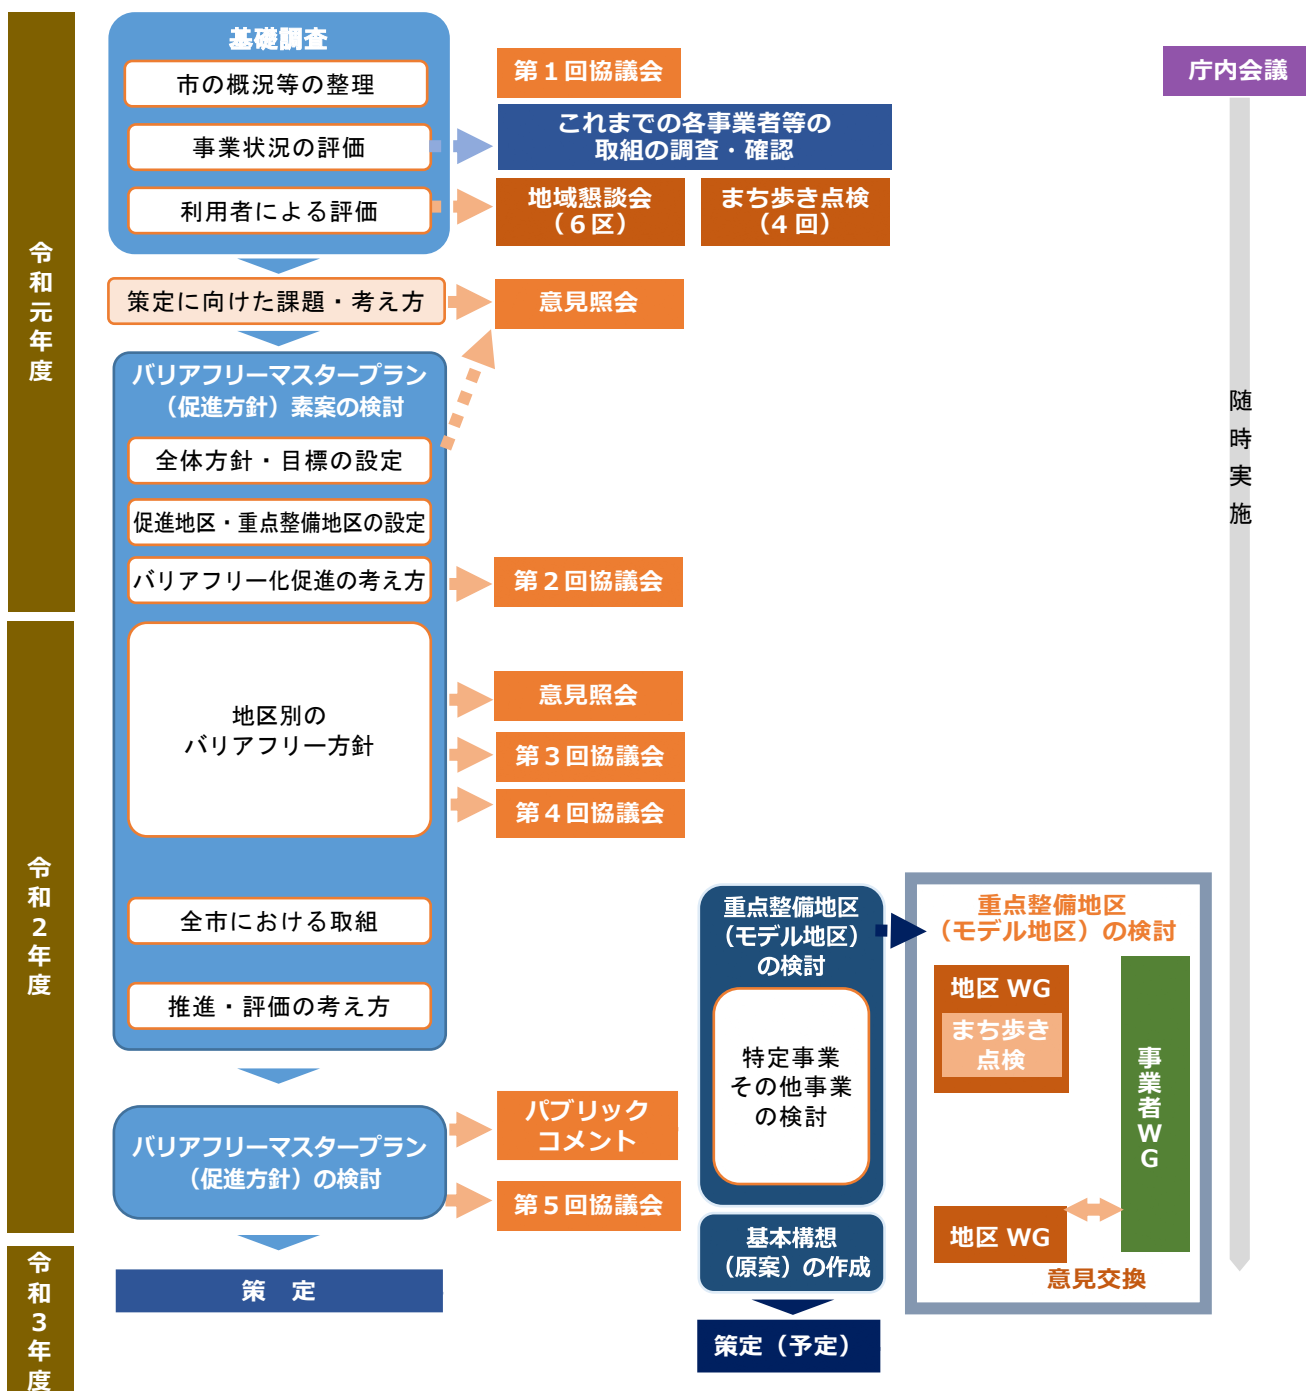 令和元年度
基礎調査
市の概況等の整理
事業状況の評価
利用者による評価
第１回協議会
これまでの各事業者等の
取組の調査・確認
地域懇談会
（６区）
まち歩き点検
（４回）
庁内会議
随時実施
策定に向けた課題・考え方
意見照会
バリアフリーマスタープラン
（促進方針）素案の検討
全体方針・目標の設定
促進地区・重点整備地区の設定
バリアフリー化促進の考え方
第２回協議会
令和２年度
地区別の
バリアフリー方針
意見照会
第３回協議会
第４回協議会
全市における取組
推進・評価の考え方
バリアフリーマスタープラン
（促進方針）の検討
パブリック
コメント
第５回協議会
重点整備地区
（モデル地区）
の検討
特定事業
その他事業
の検討
基本構想
（原案）の作成
重点整備地区
（モデル地区）の検討
地区 WG
まち歩き
点検
事業者ＷＧ
地区 WG
意見交換
令和３年度
策　定
策定（予定）